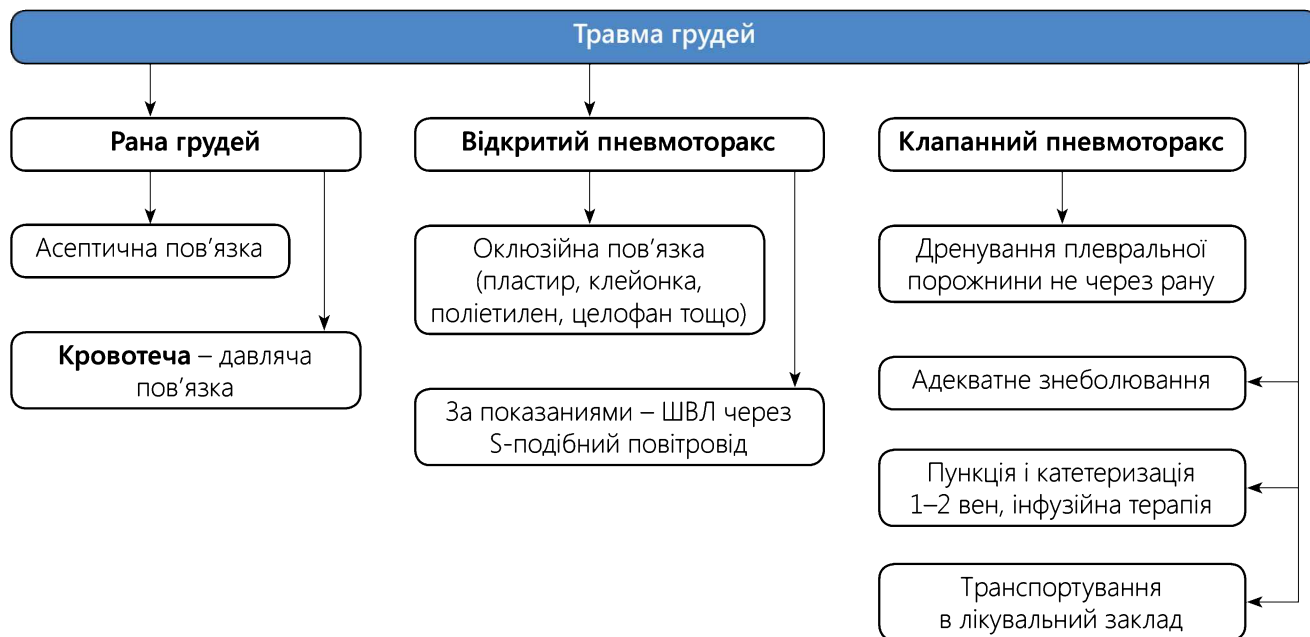 Травма грудей
Рана грудей
Асептична пов’язка
Кровотеча – давляча
пов’язка
Відкритий пневмоторакс
Оклюзійна пов’язка
(пластир, клейонка,
поліетилен, целофан тощо)
За показаниями – ШВЛ через
S-подібний повітровід
Клапанний пневмоторакс
Дренування плевральної
порожнини не через рану
Адекватне знеболювання
Пункція і катетеризація
1–2 вен, інфузійна терапія
Транспортування
в лікувальний заклад